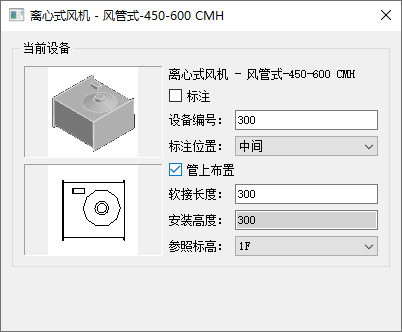 离心式风机 - 风管式-450-600 CMH
当前设备
离心式风机 - 风管式-450-600 CMH
标注
设备编号： 300
标注位置： 中间
管上布置
软接长度： 300
安装高度： 300
参照标高： 1F